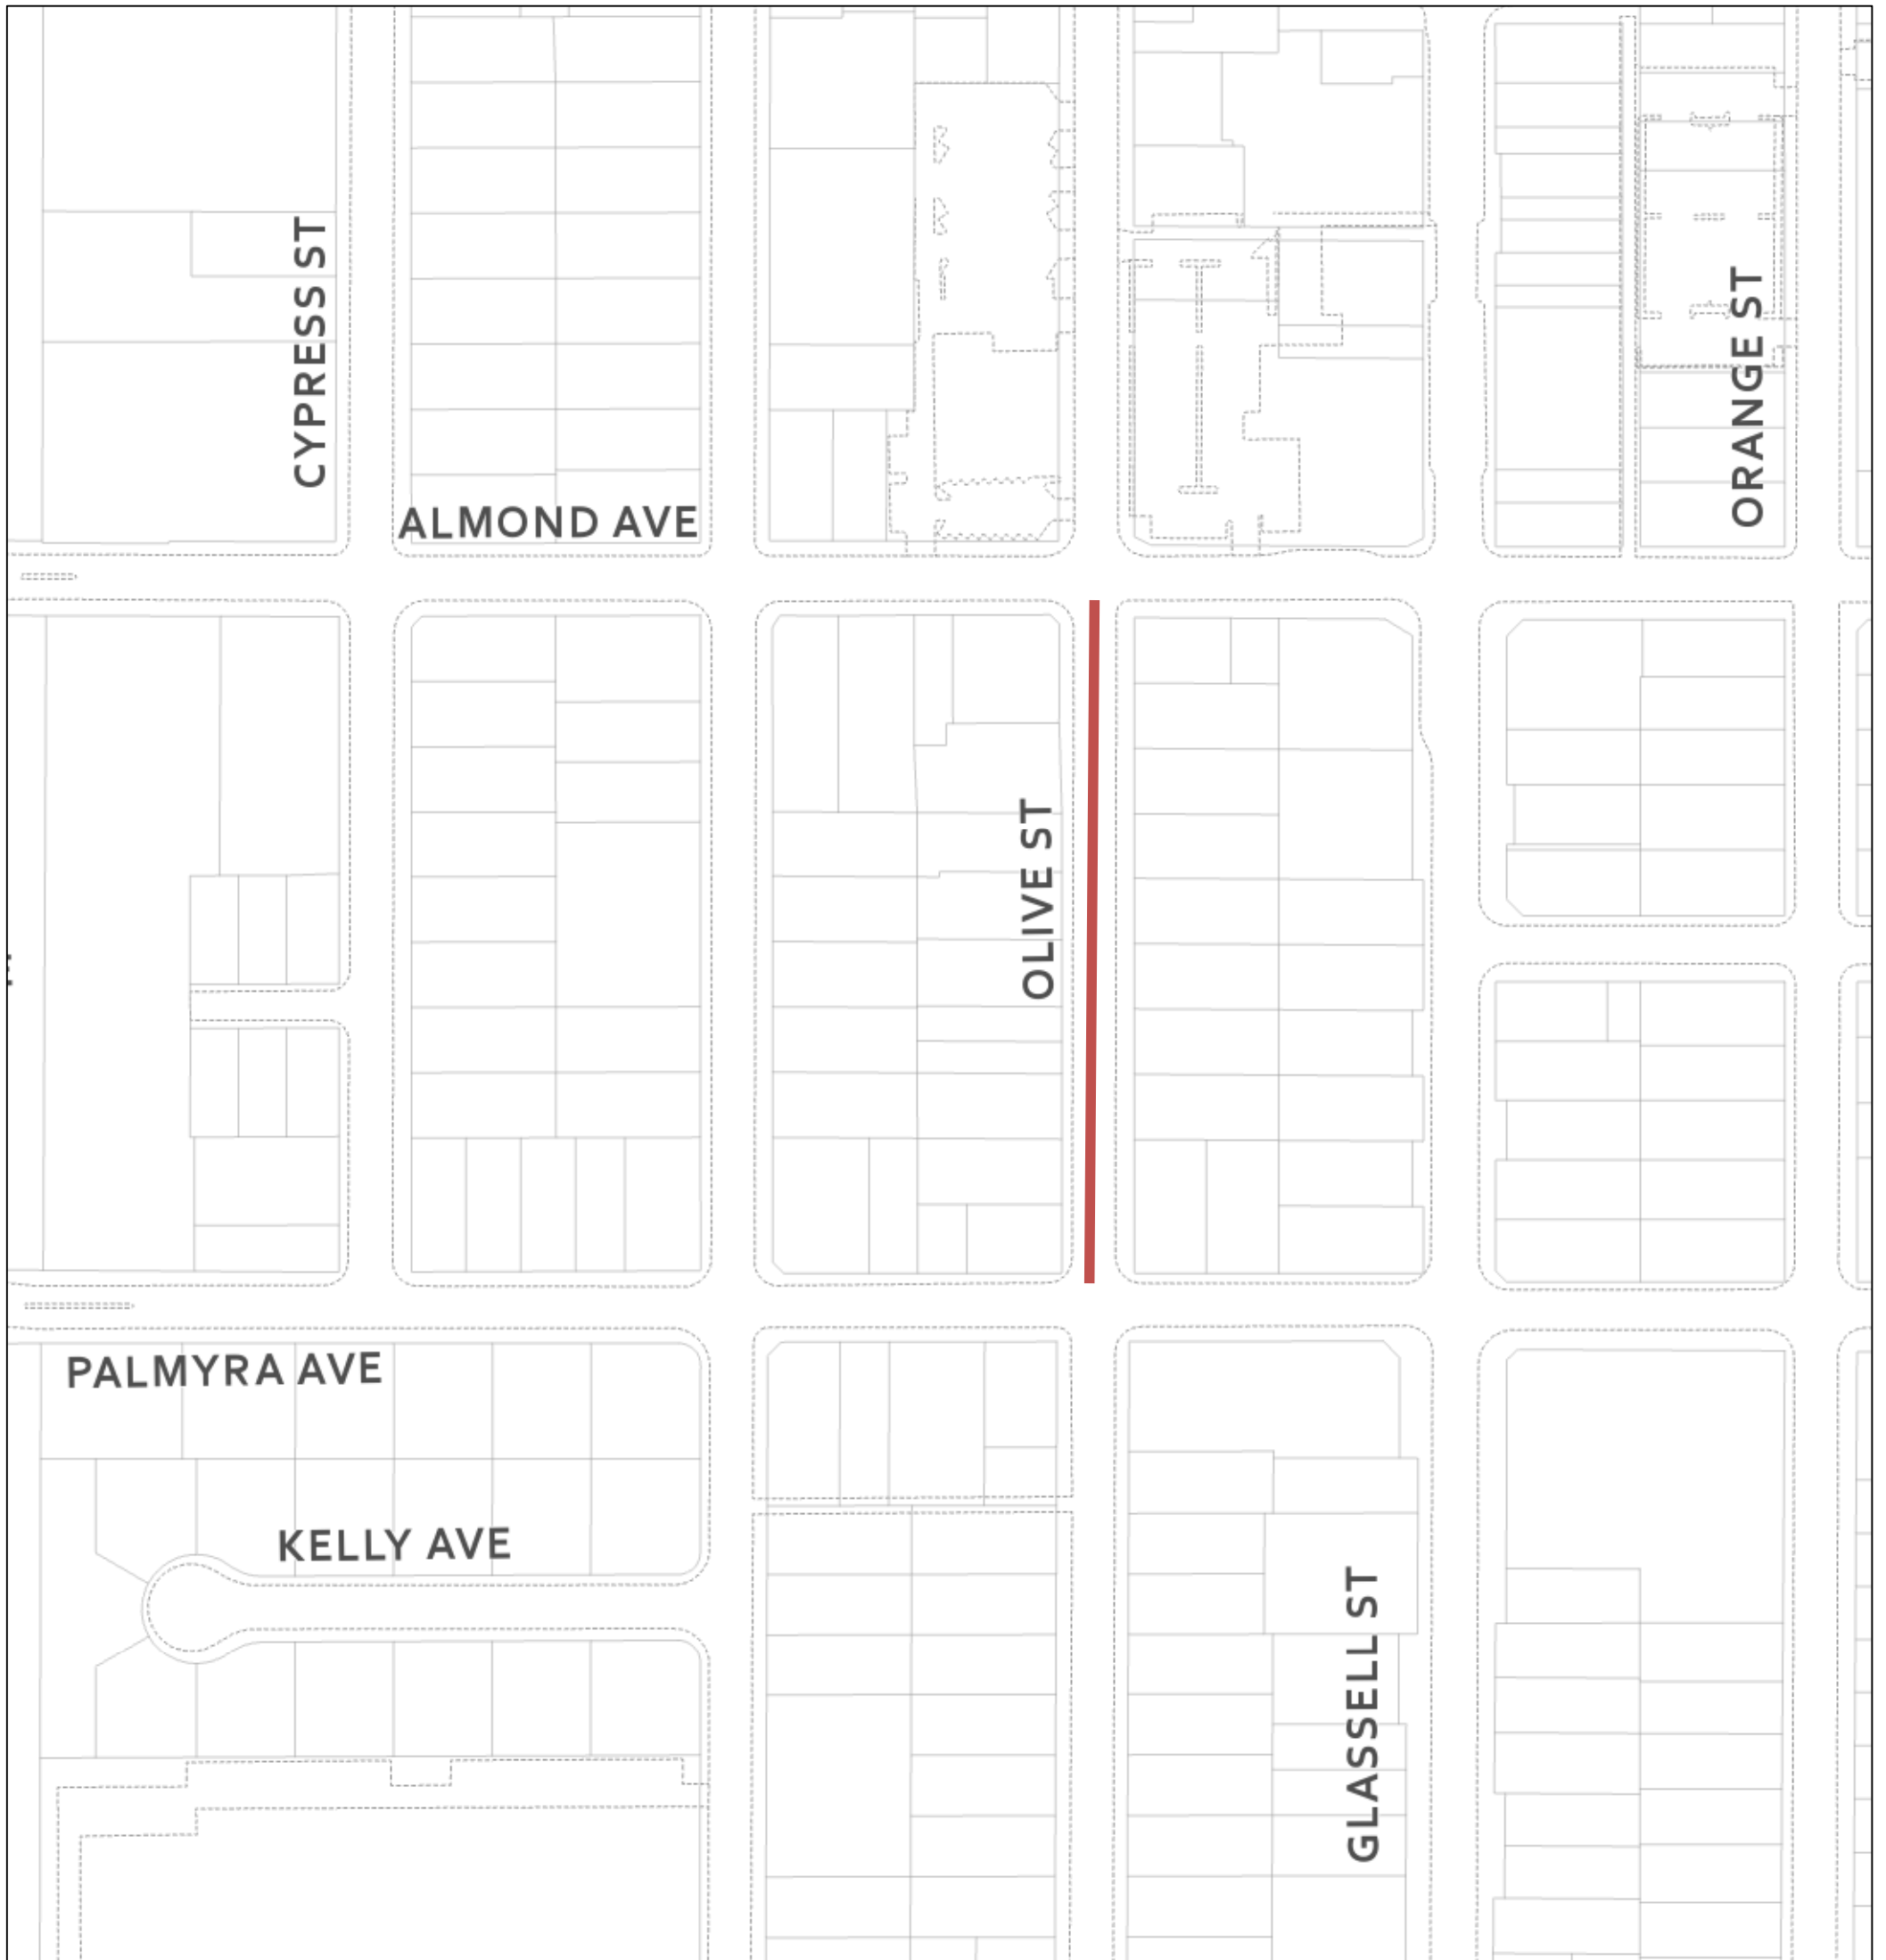 CYPRESS ST
ORANGE ST
ALMOND AVE
OLIVE ST
PALMYRA AVE
KELLY AVE
GLASSELL ST